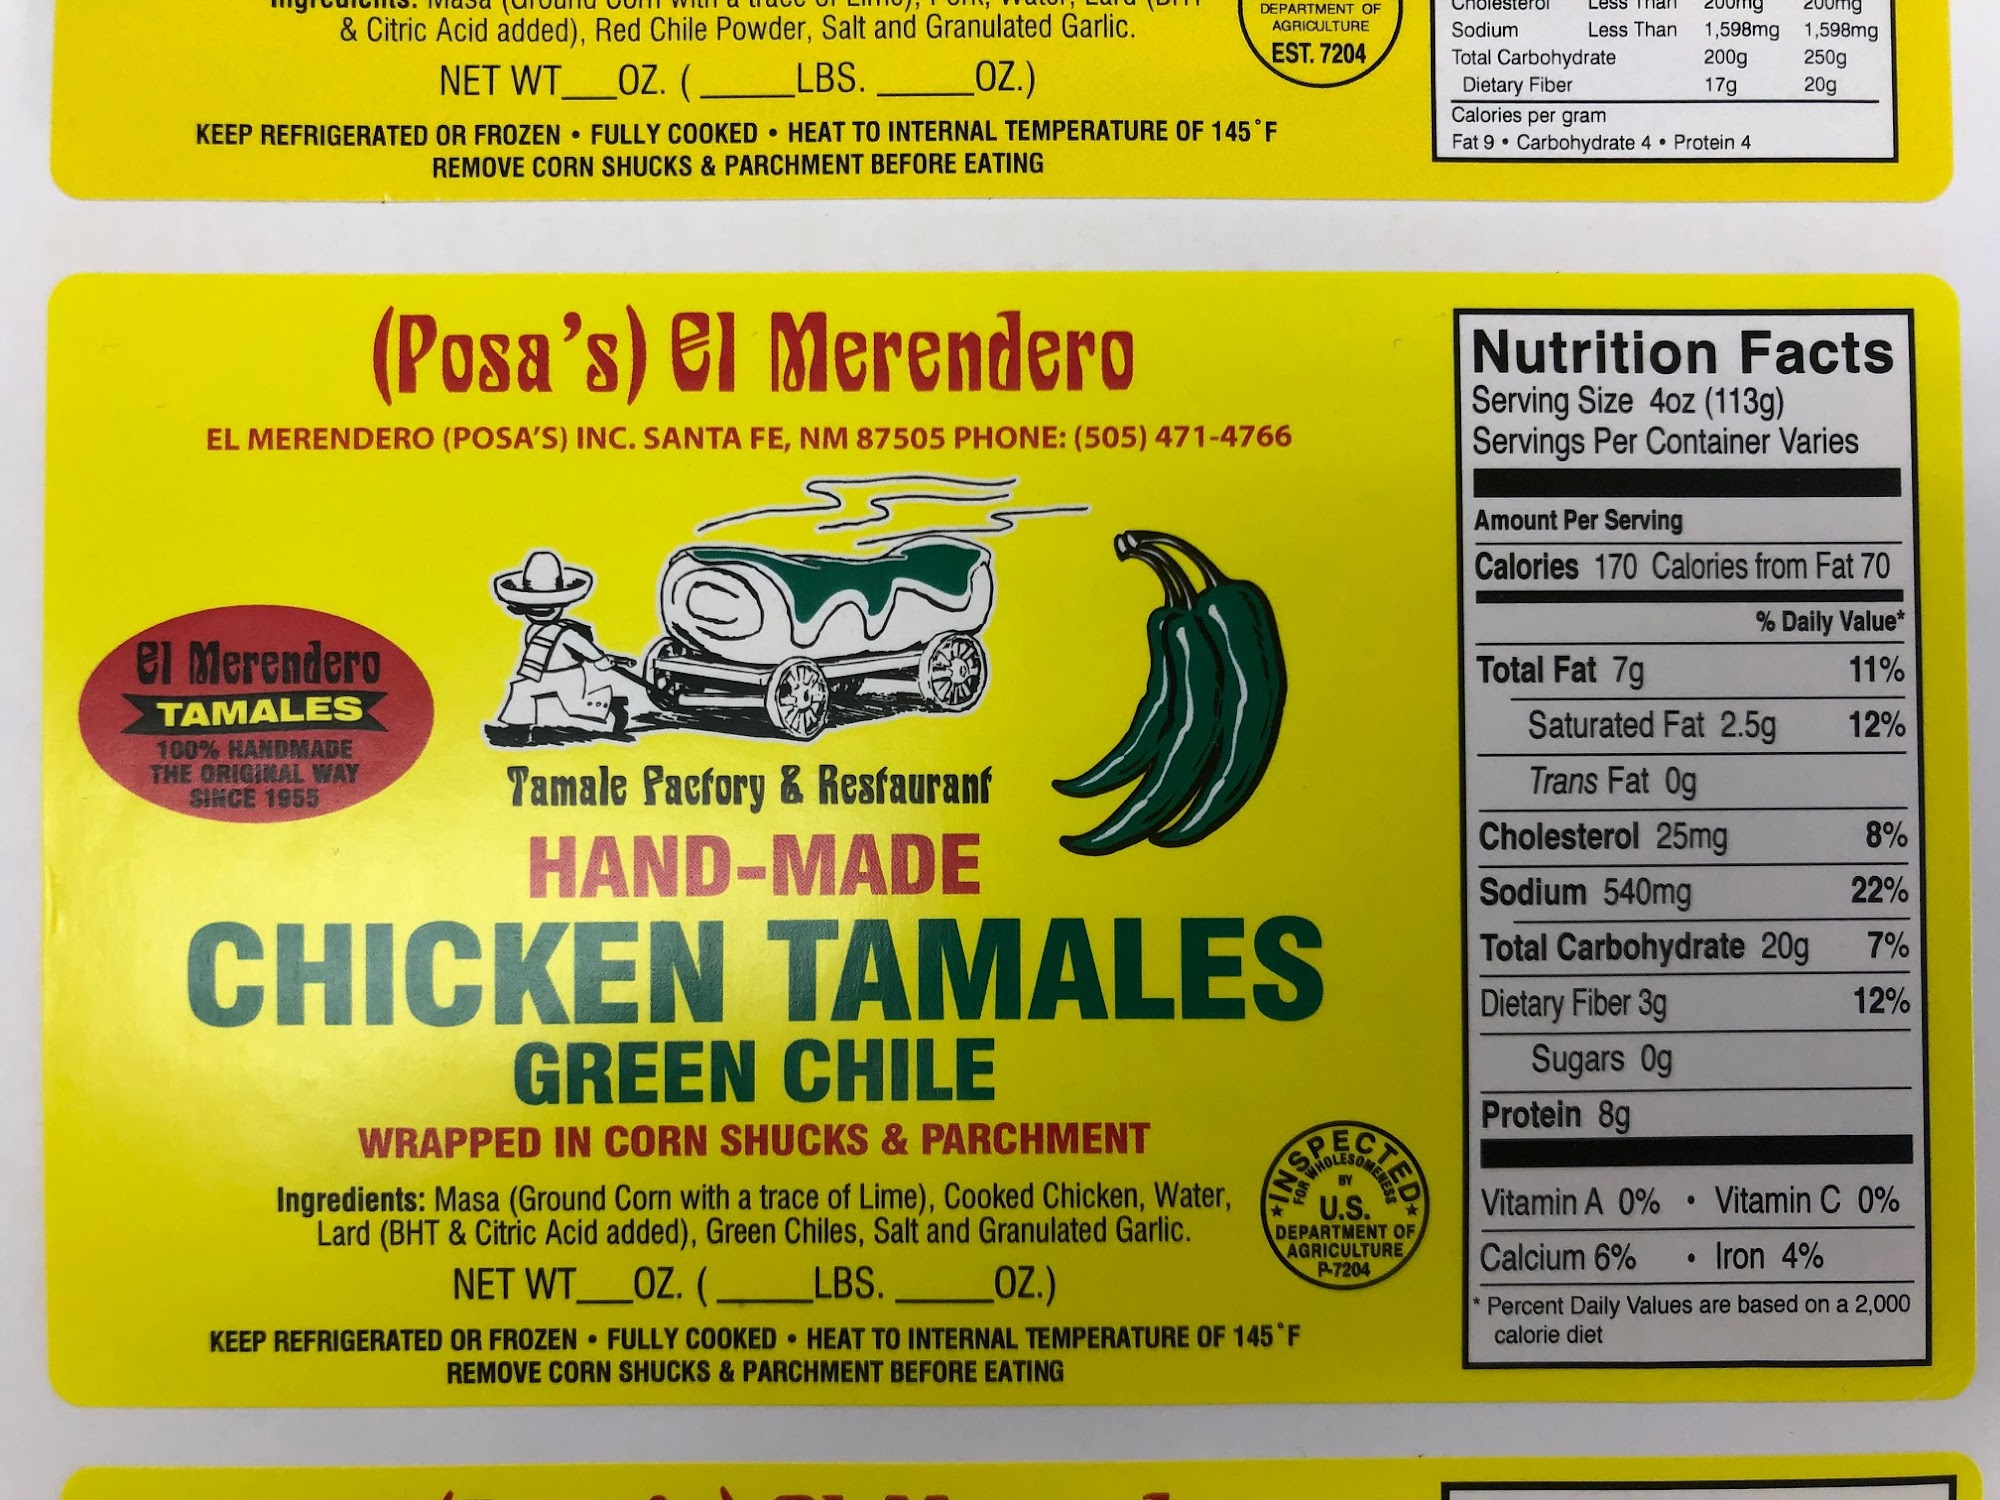 & Citric Acid added), Red Chile Powder, Salt and Granulated Garlic.
NET WT___OZ. (_____LBS. _____OZ.)
KEEP REFRIGERATED OR FROZEN • FULLY COOKED • HEAT TO INTERNAL TEMPERATURE OF 145°F
REMOVE CORN SHUCKS & PARCHMENT BEFORE EATING
DEPARTMENT OF
AGRICULTURE
EST. 7204
Cholesterol Less Than 200mg 200mg
Sodium Less Than 1,598mg 1,598mg
Total Carbohydrate 200g 250g
Dietary Fiber 17g 20g
Calories per gram
Fat 9 • Carbohydrate 4 • Protein 4
(Posa's) El Merendero
EL MERENDERO (POSA'S) INC. SANTA FE, NM 87505 PHONE: (505) 471-4766
El Merendero
TAMALES
100% HANDMADE
THE ORIGINAL WAY
SINCE 1955
Tamale Factory & Restaurant
HAND-MADE
CHICKEN TAMALES
GREEN CHILE
WRAPPED IN CORN SHUCKS & PARCHMENT
Ingredients: Masa (Ground Corn with a trace of Lime), Cooked Chicken, Water,
Lard (BHT & Citric Acid added), Green Chiles, Salt and Granulated Garlic.
NET WT___OZ. (_____LBS. _____OZ.)
KEEP REFRIGERATED OR FROZEN • FULLY COOKED • HEAT TO INTERNAL TEMPERATURE OF 145°F
REMOVE CORN SHUCKS & PARCHMENT BEFORE EATING
INSPECTED
FOR WHOLESOMENESS
BY
U.S.
DEPARTMENT OF
AGRICULTURE
P-7204
Nutrition Facts
Serving Size 4oz (113g)
Servings Per Container Varies
Amount Per Serving
Calories 170 Calories from Fat 70
% Daily Value*
Total Fat 7g 11%
Saturated Fat 2.5g 12%
Trans Fat 0g
Cholesterol 25mg 8%
Sodium 540mg 22%
Total Carbohydrate 20g 7%
Dietary Fiber 3g 12%
Sugars 0g
Protein 8g
Vitamin A 0% • Vitamin C 0%
Calcium 6% • Iron 4%
* Percent Daily Values are based on a 2,000
calorie diet